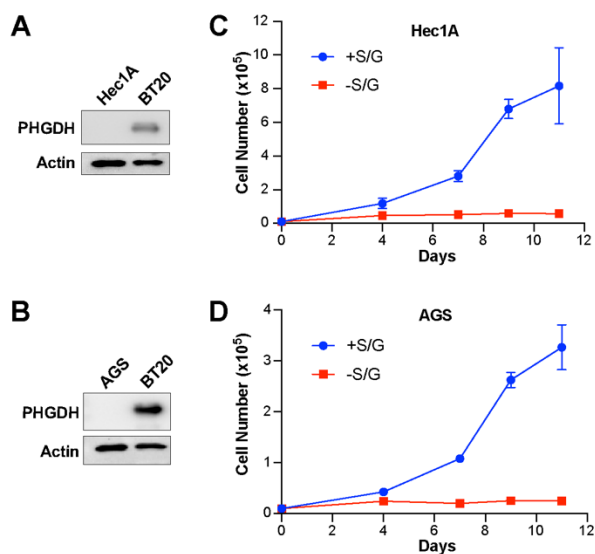 A
Hec1A
BT20
PHGDH
Actin
C
Hec1A
+S/G
-S/G
Cell Number (x10⁵)
12
10
8
6
4
2
0
0 2 4 6 8 10 12
Days
B
AGS
BT20
PHGDH
Actin
D
AGS
+S/G
-S/G
Cell Number (x10⁵)
4
3
2
1
0
0 2 4 6 8 10 12
Days